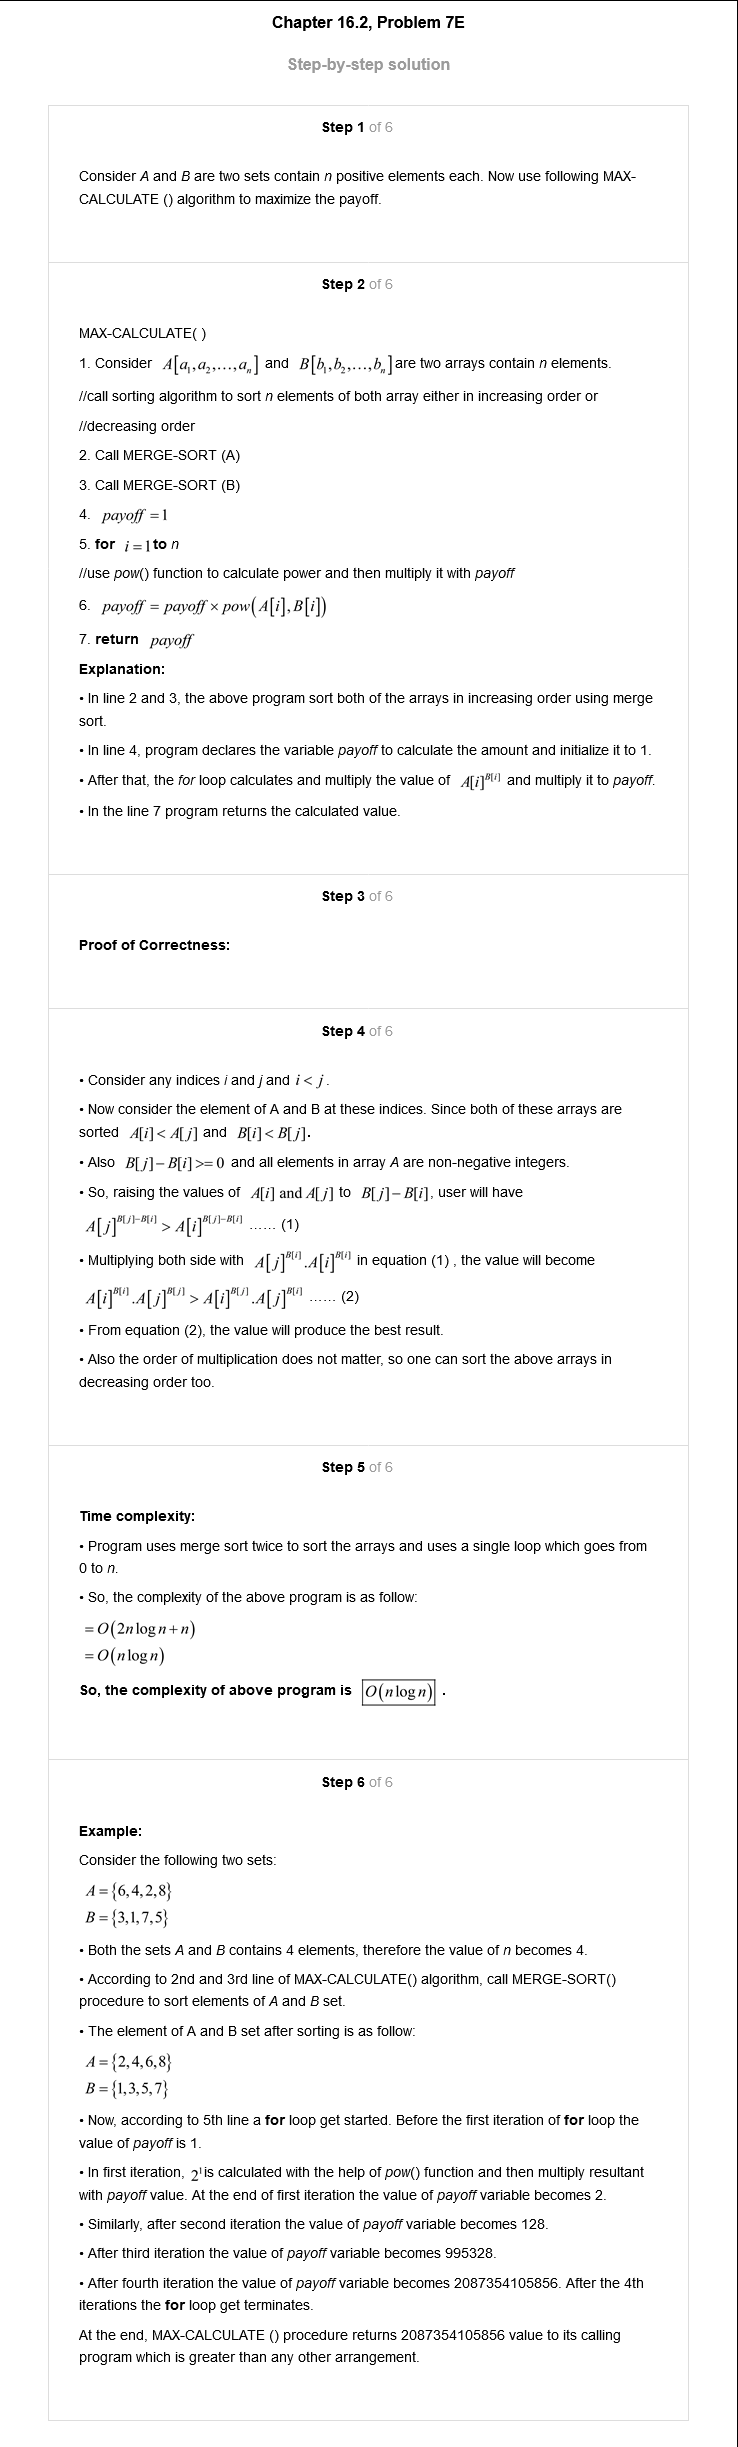 Chapter 16.2, Problem 7E
Step-by-step solution
Step 1 of 6
Consider A and B are two sets contain n positive elements each. Now use following MAX-
CALCULATE () algorithm to maximize the payoff.
Step 2 of 6
MAX-CALCULATE( )
1. Consider A[a₁,a₂,...,aₙ] and B[b₁,b₂,...,bₙ] are two arrays contain n elements.
//call sorting algorithm to sort n elements of both array either in increasing order or
//decreasing order
2. Call MERGE-SORT (A)
3. Call MERGE-SORT (B)
4. payoff = 1
5. for i = 1 to n
//use pow() function to calculate power and then multiply it with payoff
6. payoff = payoff × pow(A[i], B[i])
7. return payoff
Explanation:
• In line 2 and 3, the above program sort both of the arrays in increasing order using merge
sort.
• In line 4, program declares the variable payoff to calculate the amount and initialize it to 1.
• After that, the for loop calculates and multiply the value of A[i]^B[i] and multiply it to payoff.
• In the line 7 program returns the calculated value.
Step 3 of 6
Proof of Correctness:
Step 4 of 6
• Consider any indices i and j and i < j.
• Now consider the element of A and B at these indices. Since both of these arrays are
sorted A[i] < A[j] and B[i] < B[j].
• Also B[j] − B[i] >= 0 and all elements in array A are non-negative integers.
• So, raising the values of A[i] and A[j] to B[j] − B[i], user will have
A[j]^(B[j]−B[i]) > A[i]^(B[j]−B[i]) ...... (1)
• Multiplying both side with A[j]^B[i].A[i]^B[i] in equation (1) , the value will become
A[i]^B[i].A[j]^B[j] > A[i]^B[j].A[j]^B[i] ...... (2)
• From equation (2), the value will produce the best result.
• Also the order of multiplication does not matter, so one can sort the above arrays in
decreasing order too.
Step 5 of 6
Time complexity:
• Program uses merge sort twice to sort the arrays and uses a single loop which goes from
0 to n.
• So, the complexity of the above program is as follow:
= O(2n log n + n)
= O(n log n)
So, the complexity of above program is O(n log n) .
Step 6 of 6
Example:
Consider the following two sets:
A = {6,4,2,8}
B = {3,1,7,5}
• Both the sets A and B contains 4 elements, therefore the value of n becomes 4.
• According to 2nd and 3rd line of MAX-CALCULATE() algorithm, call MERGE-SORT()
procedure to sort elements of A and B set.
• The element of A and B set after sorting is as follow:
A = {2,4,6,8}
B = {1,3,5,7}
• Now, according to 5th line a for loop get started. Before the first iteration of for loop the
value of payoff is 1.
• In first iteration, 2¹ is calculated with the help of pow() function and then multiply resultant
with payoff value. At the end of first iteration the value of payoff variable becomes 2.
• Similarly, after second iteration the value of payoff variable becomes 128.
• After third iteration the value of payoff variable becomes 995328.
• After fourth iteration the value of payoff variable becomes 2087354105856. After the 4th
iterations the for loop get terminates.
At the end, MAX-CALCULATE () procedure returns 2087354105856 value to its calling
program which is greater than any other arrangement.